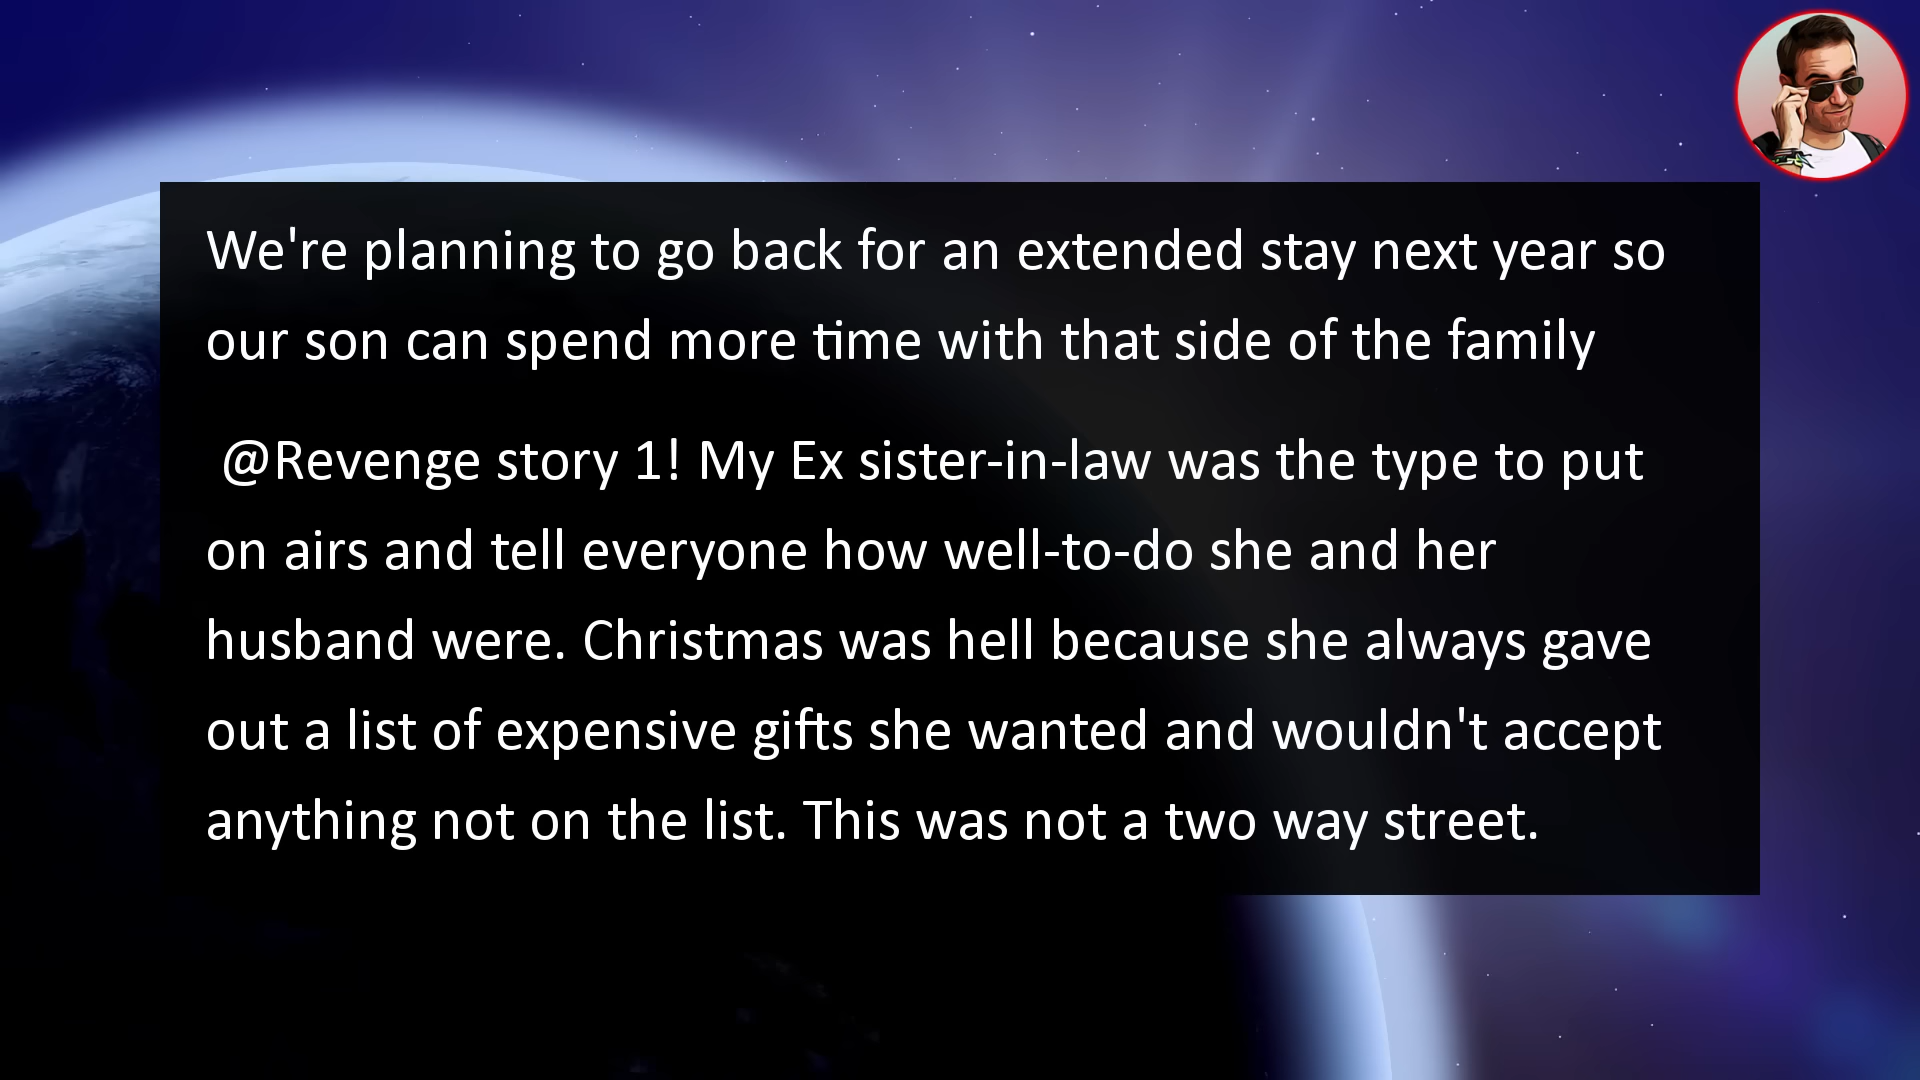 We're planning to go back for an extended stay next year so
our son can spend more time with that side of the family
@Revenge story 1! My Ex sister-in-law was the type to put
on airs and tell everyone how well-to-do she and her
husband were. Christmas was hell because she always gave
out a list of expensive gifts she wanted and wouldn't accept
anything not on the list. This was not a two way street.